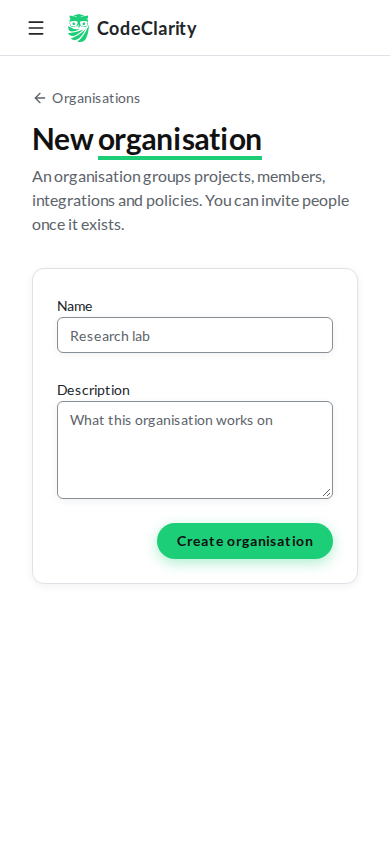 CodeClarity
Organisations
New organisation
An organisation groups projects, members,
integrations and policies. You can invite people
once it exists.
Name
Research lab
Description
What this organisation works on
Create organisation